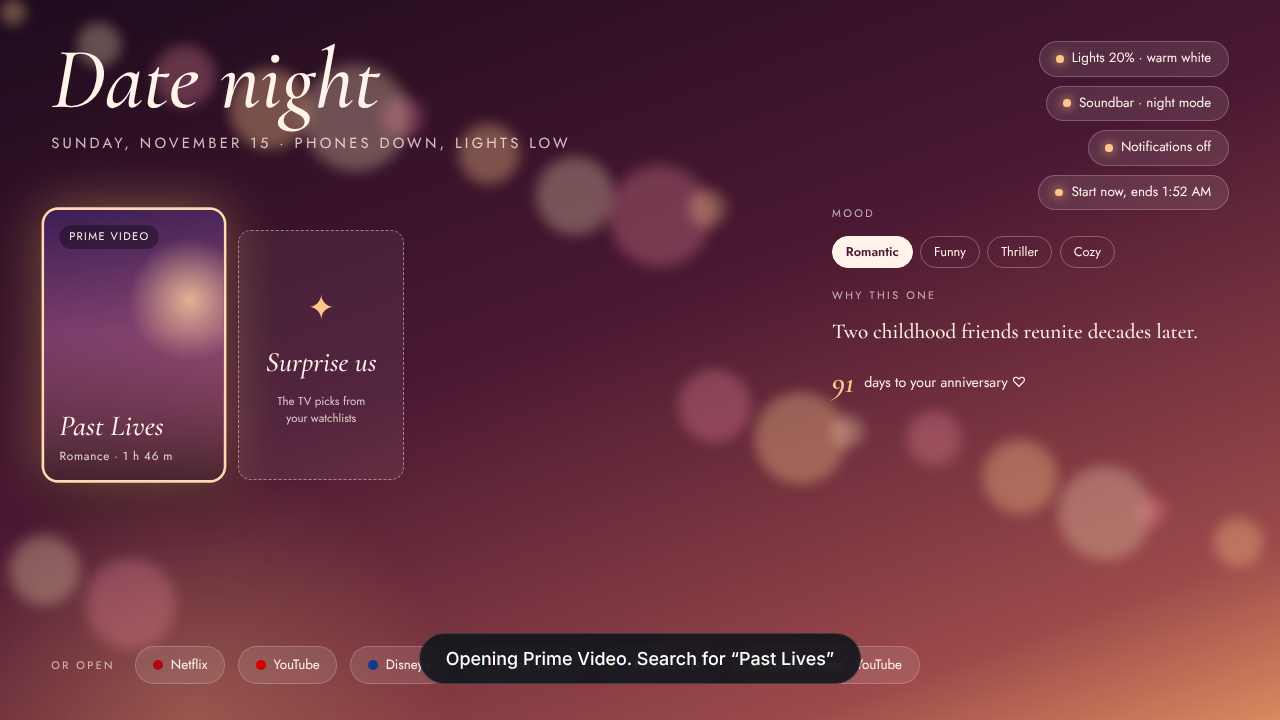 Date night
SUNDAY, NOVEMBER 15 · PHONES DOWN, LIGHTS LOW
Lights 20% · warm white
Soundbar · night mode
Notifications off
Start now, ends 1:52 AM
PRIME VIDEO
Past Lives
Romance · 1 h 46 m
✦
Surprise us
The TV picks from
your watchlists
MOOD
Romantic
Funny
Thriller
Cozy
WHY THIS ONE
Two childhood friends reunite decades later.
91 days to your anniversary ♡
OR OPEN
Netflix
YouTube
Disney
Opening Prime Video. Search for “Past Lives”
YouTube